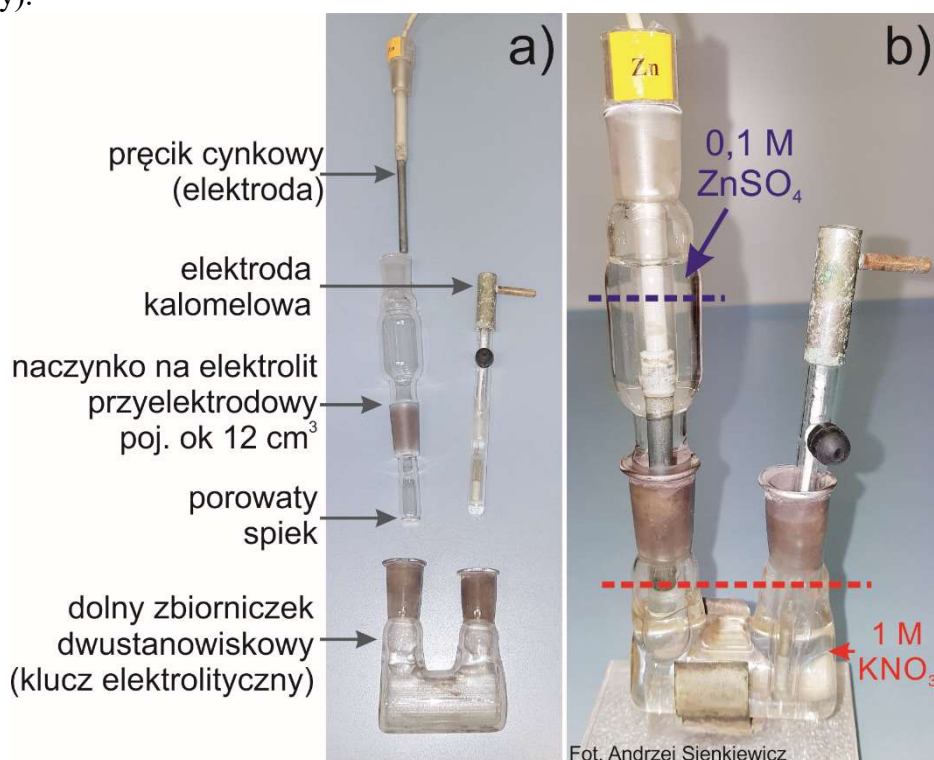 y).
a)
pręcik cynkowy
(elektroda)
elektroda
kalomelowa
naczynko na elektrolit
przyelektrodowy
poj. ok 12 cm³
porowaty
spiek
dolny zbiorniczek
dwustanowiskowy
(klucz elektrolityczny)
b)
Zn
0,1 M
ZnSO₄
1 M
KNO₃
Fot. Andrzej Sienkiewicz